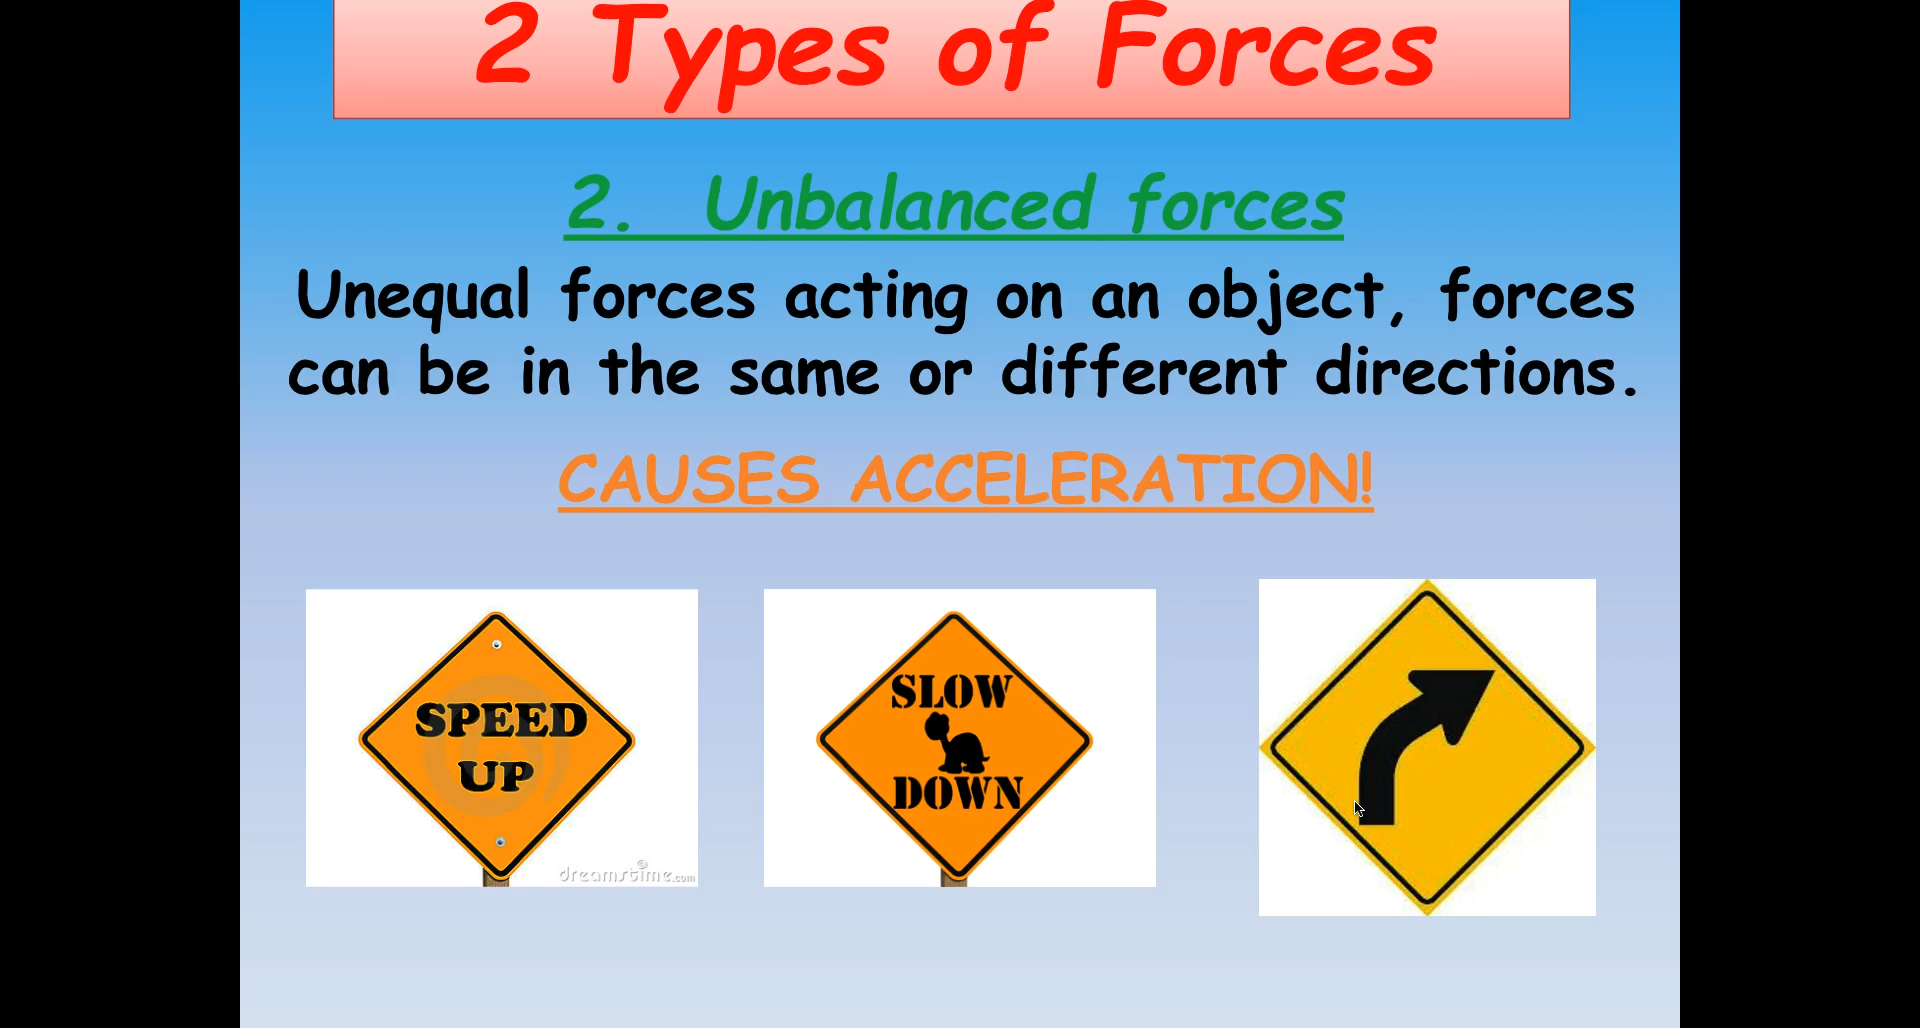 2 Types of Forces
2. Unbalanced forces
Unequal forces acting on an object, forces
can be in the same or different directions.
CAUSES ACCELERATION!
SPEED
UP
dreamstime.com
SLOW
DOWN